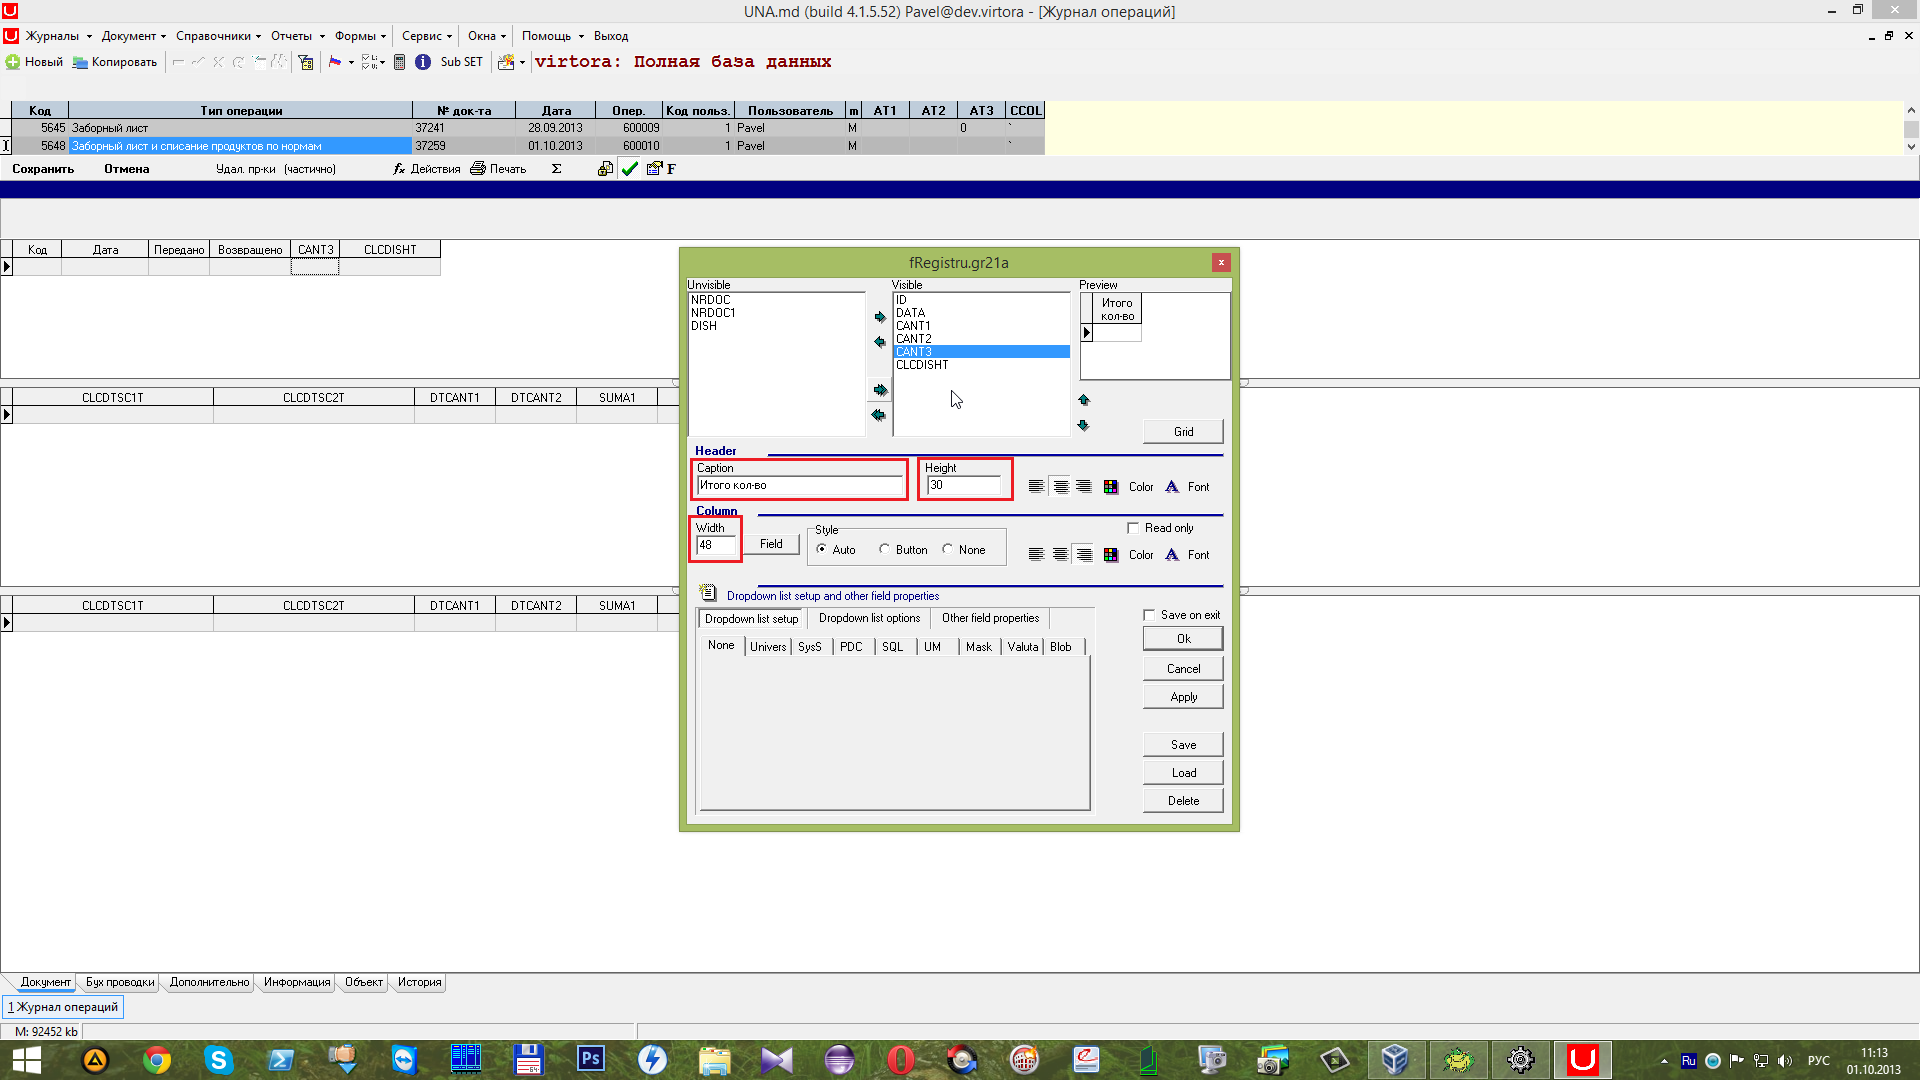 UNA.md (build 4.1.5.52) Pavel@dev.virtora - [Журнал операций]
Журналы Документ Справочники Отчеты Формы Сервис Окна Помощь Выход
Новый Копировать Sub SET virtora: Полная база данных
Код Тип операции № док-та Дата Опер. Код польз. Пользователь m AT1 AT2 AT3 CCOL
5645 Заборный лист 37241 28.09.2013 600009 1 Pavel M 0 `
5648 Заборный лист и списание продуктов по нормам 37259 01.10.2013 600010 1 Pavel M `
Сохранить Отмена Удал. пр-ки (частично) fx Действия Печать Σ F
Код Дата Передано Возвращено CANT3 CLCDISHT
CLCDTSC1T CLCDTSC2T DTCANT1 DTCANT2 SUMA1
CLCDTSC1T CLCDTSC2T DTCANT1 DTCANT2 SUMA1
fRegistru.gr21a
Unvisible Visible Preview
NRDOC
NRDOC1
DISH
ID
DATA
CANT1
CANT2
CANT3
CLCDISHT
Итого
кол-во
Grid
Header
Caption Height
Итого кол-во 30 Color Font
Column
Width Style Read only
48 Field Auto Button None Color Font
Dropdown list setup and other field properties
Dropdown list setup Dropdown list options Other field properties
None Univers SysS PDC SQL UM Mask Valuta Blob
Save on exit
Ok
Cancel
Apply
Save
Load
Delete
Документ Бух проводки Дополнительно Информация Объект История
1 Журнал операций
M: 92452 kb
Ps
64
Ru РУС 11:13
01.10.2013